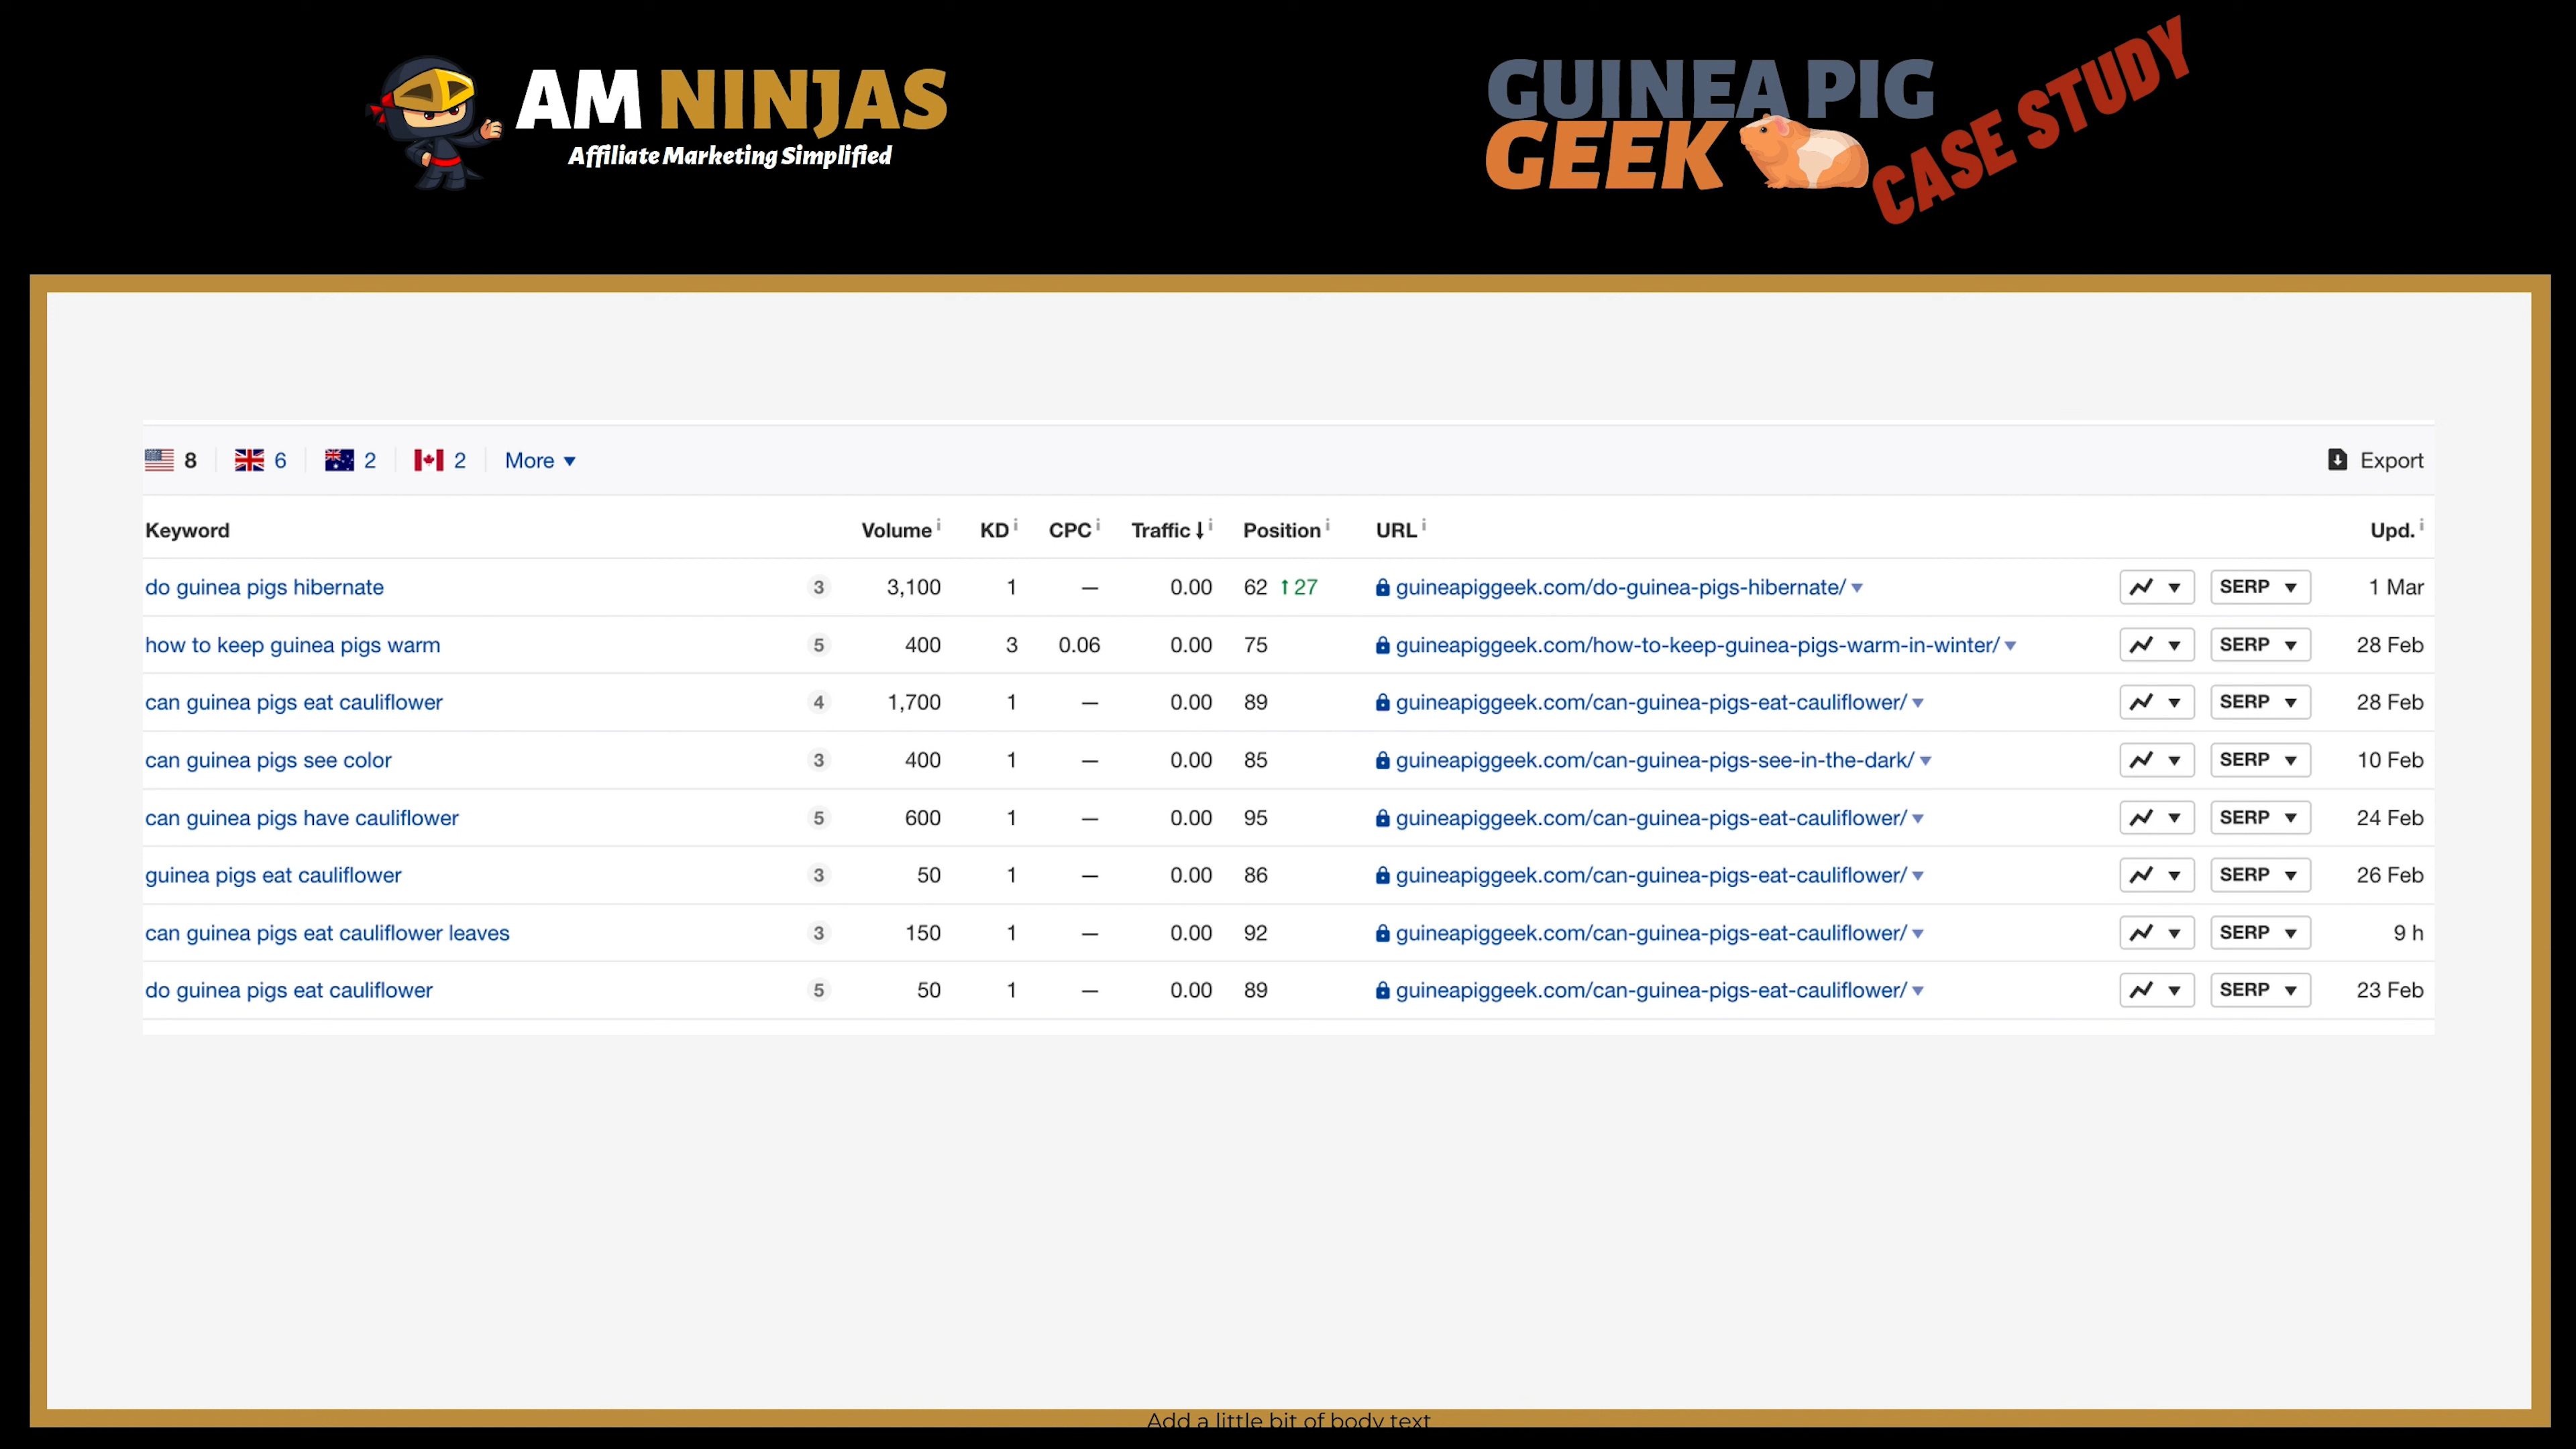 AM NINJAS
Affiliate Marketing Simplified
GUINEA PIG
GEEK
CASE STUDY
8 6 2 2 More Export
Keyword Volume KD CPC Traffic Position URL Upd.
do guinea pigs hibernate 3 3,100 1 — 0.00 62 ↑27 guineapiggeek.com/do-guinea-pigs-hibernate/ SERP 1 Mar
how to keep guinea pigs warm 5 400 3 0.06 0.00 75 guineapiggeek.com/how-to-keep-guinea-pigs-warm-in-winter/ SERP 28 Feb
can guinea pigs eat cauliflower 4 1,700 1 — 0.00 89 guineapiggeek.com/can-guinea-pigs-eat-cauliflower/ SERP 28 Feb
can guinea pigs see color 3 400 1 — 0.00 85 guineapiggeek.com/can-guinea-pigs-see-in-the-dark/ SERP 10 Feb
can guinea pigs have cauliflower 5 600 1 — 0.00 95 guineapiggeek.com/can-guinea-pigs-eat-cauliflower/ SERP 24 Feb
guinea pigs eat cauliflower 3 50 1 — 0.00 86 guineapiggeek.com/can-guinea-pigs-eat-cauliflower/ SERP 26 Feb
can guinea pigs eat cauliflower leaves 3 150 1 — 0.00 92 guineapiggeek.com/can-guinea-pigs-eat-cauliflower/ SERP 9 h
do guinea pigs eat cauliflower 5 50 1 — 0.00 89 guineapiggeek.com/can-guinea-pigs-eat-cauliflower/ SERP 23 Feb
Add a little bit of body text